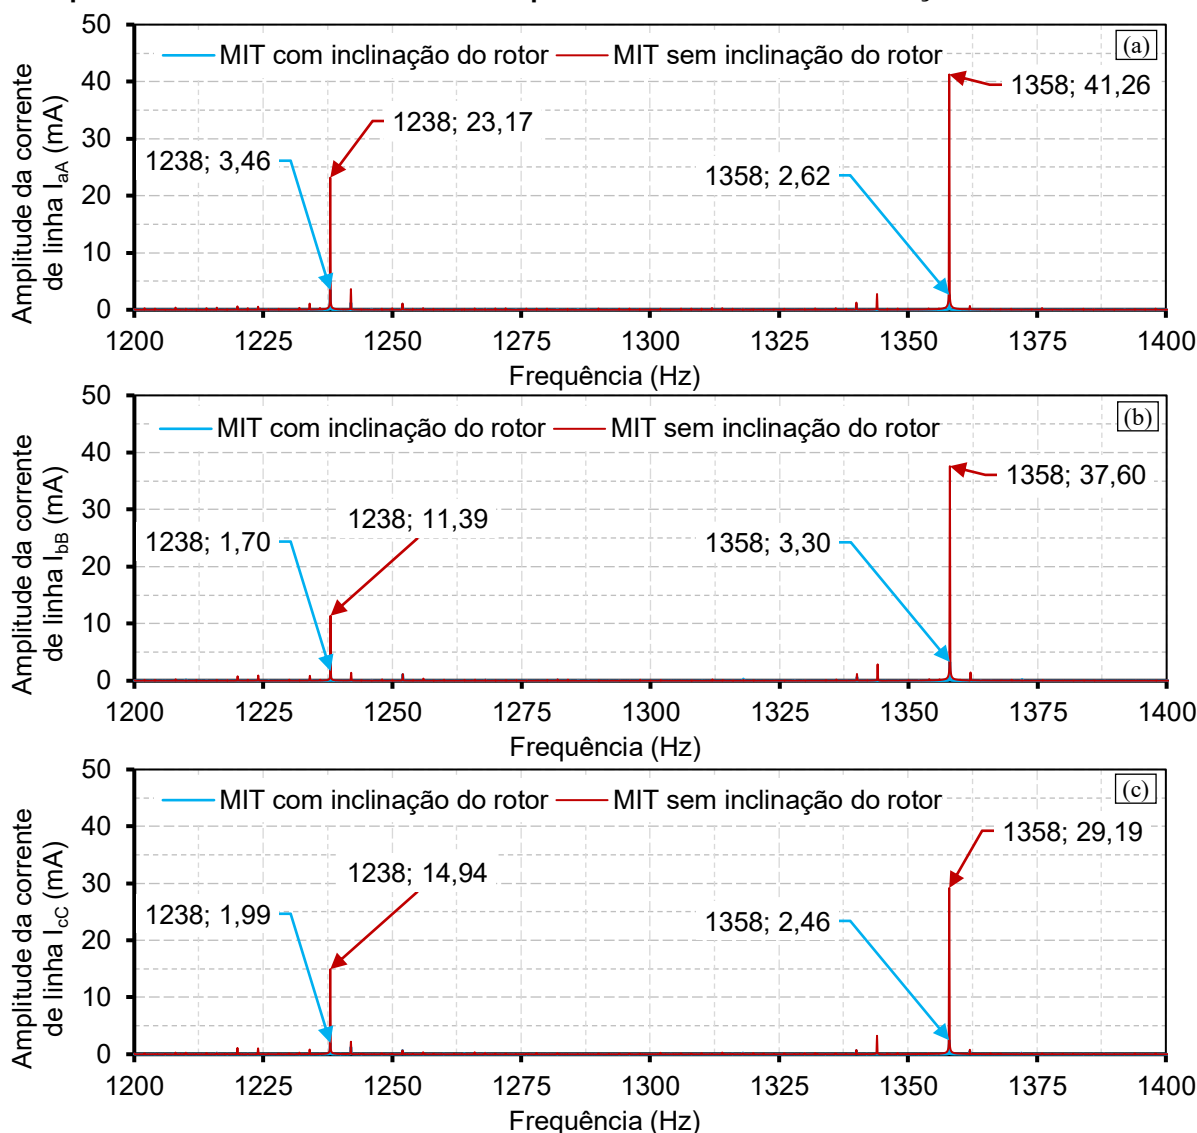 50
MIT com inclinação do rotor MIT sem inclinação do rotor (a)
1358; 41,26
40
1238; 23,17
30
1238; 3,46
1358; 2,62
20
10
0
1200 1225 1250 1275 1300 1325 1350 1375 1400
Amplitude da corrente
de linha IaA (mA)
Frequência (Hz)
50
MIT com inclinação do rotor MIT sem inclinação do rotor (b)
40
1358; 37,60
30
1238; 11,39
1238; 1,70
1358; 3,30
20
10
0
1200 1225 1250 1275 1300 1325 1350 1375 1400
Amplitude da corrente
de linha IbB (mA)
Frequência (Hz)
50
MIT com inclinação do rotor MIT sem inclinação do rotor (c)
40
1358; 29,19
1238; 14,94
30
1238; 1,99
1358; 2,46
20
10
0
1200 1225 1250 1275 1300 1325 1350 1375 1400
Amplitude da corrente
de linha IcC (mA)
Frequência (Hz)